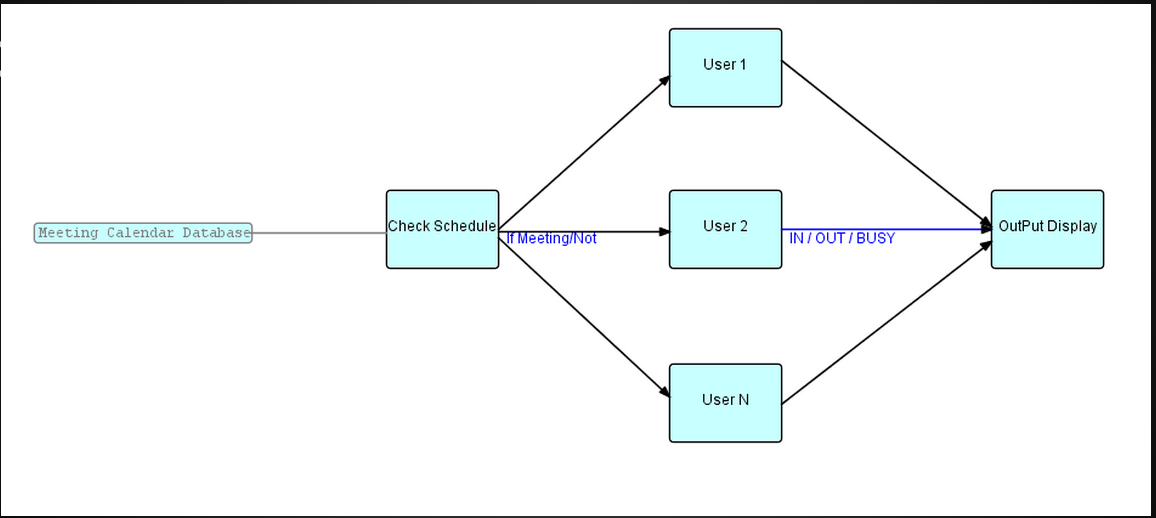 User 1
Meeting Calendar Database
Check Schedule
If Meeting/Not
User 2
IN / OUT / BUSY
OutPut Display
User N